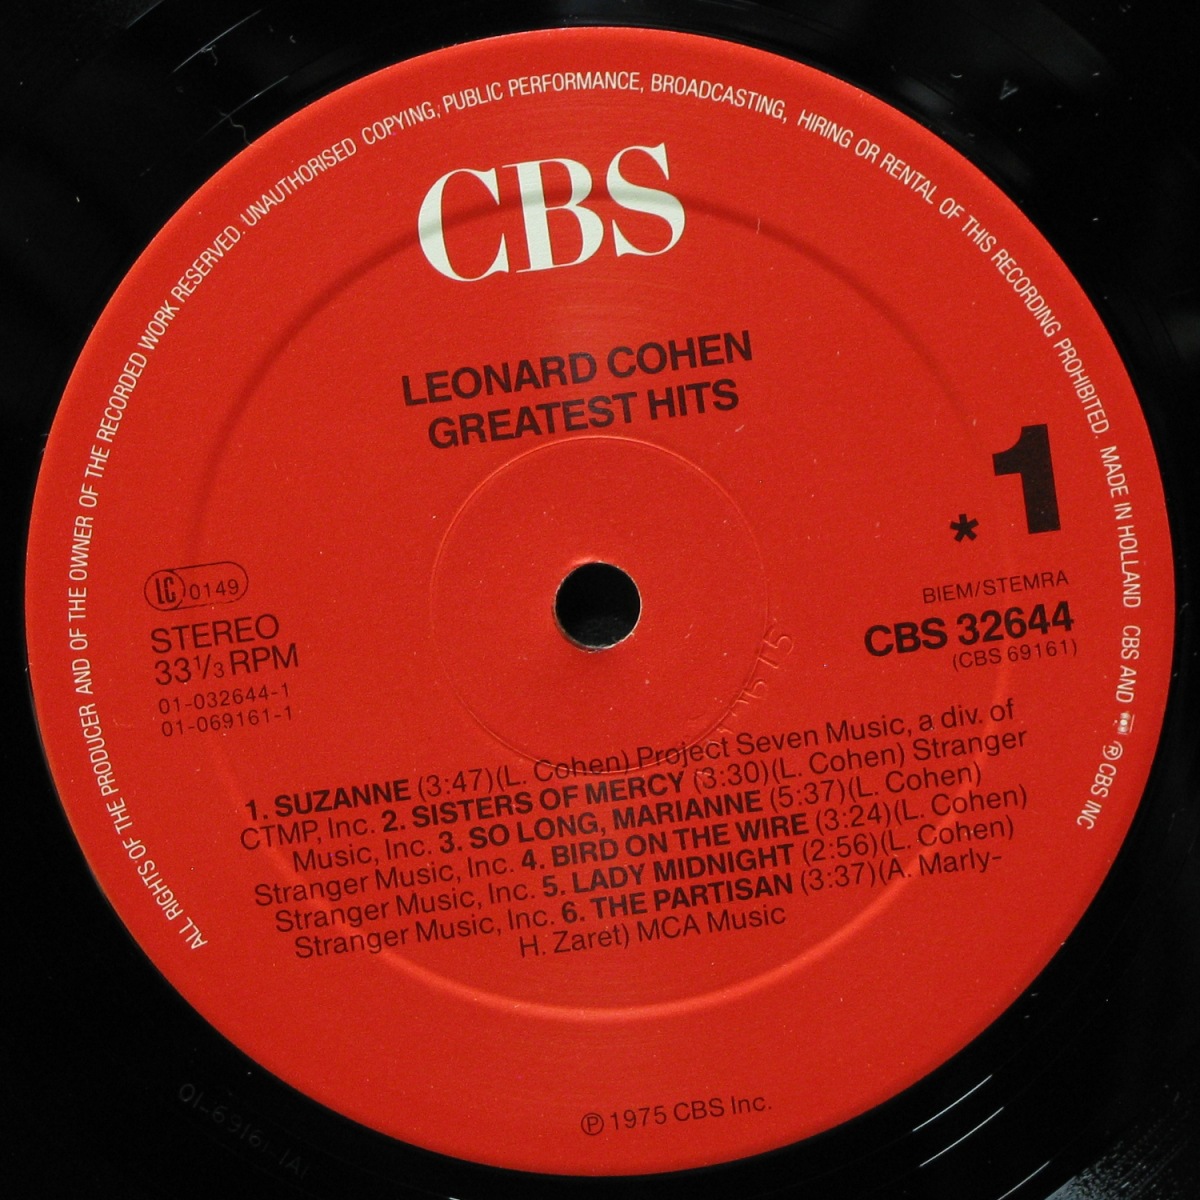 ALL RIGHTS OF THE PRODUCER AND OF THE OWNER OF THE RECORDED WORK RESERVED. UNAUTHORISED COPYING, PUBLIC PERFORMANCE, BROADCASTING, HIRING OR RENTAL OF THIS RECORDING PROHIBITED. MADE IN HOLLAND CBS AND ® CBS INC
CBS
LEONARD COHEN
GREATEST HITS
* 1
LC 0149
STEREO
33 1/3 RPM
01-032644-1
01-069161-1
BIEM/STEMRA
CBS 32644
(CBS 69161)
1. SUZANNE (3:47)(L. Cohen) Project Seven Music, a div. of
CTMP, Inc. 2. SISTERS OF MERCY (3:30)(L. Cohen) Stranger
Music, Inc. 3. SO LONG, MARIANNE (5:37)(L. Cohen)
Stranger Music, Inc. 4. BIRD ON THE WIRE (3:24)(L. Cohen)
Stranger Music, Inc. 5. LADY MIDNIGHT (2:56)(L. Cohen)
Stranger Music, Inc. 6. THE PARTISAN (3:37)(A. Marly-
H. Zaret) MCA Music
℗ 1975 CBS Inc.